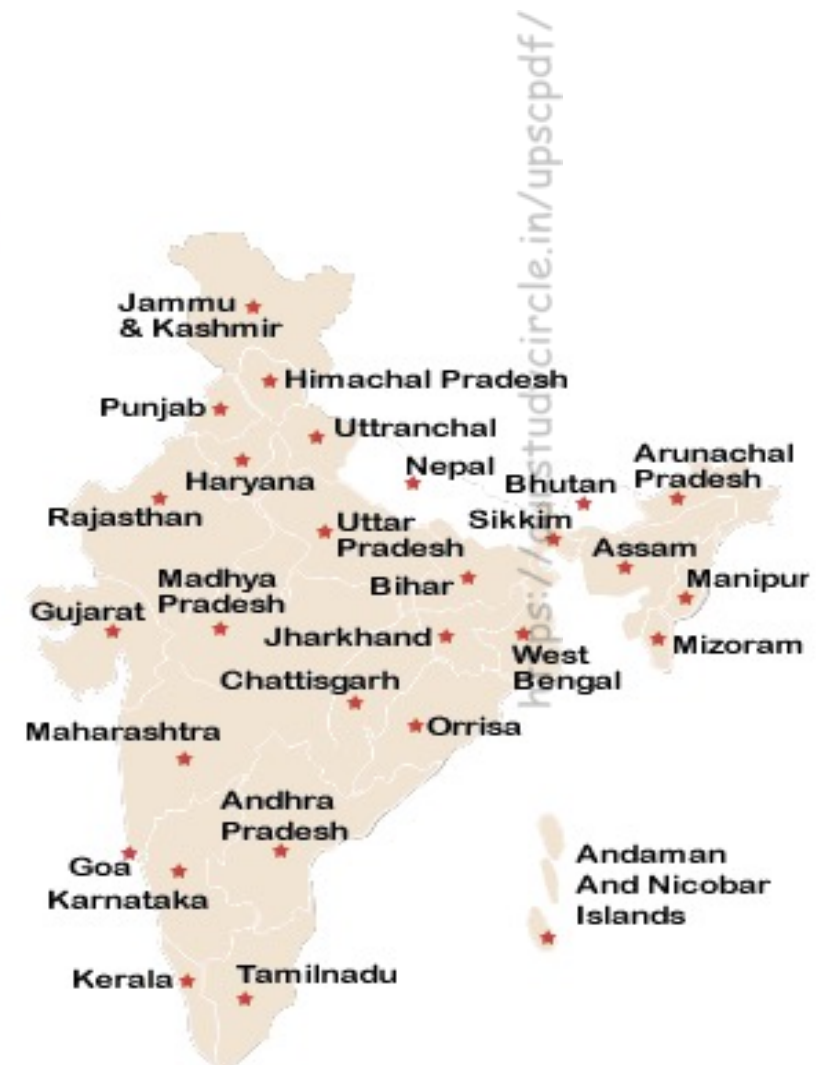 https://ourstudycircle.in/upscpdf/
Jammu
& Kashmir
Himachal Pradesh
Punjab
Uttranchal
Haryana
Nepal
Bhutan
Arunachal
Pradesh
Rajasthan
Sikkim
Uttar
Pradesh
Assam
Madhya
Pradesh
Bihar
Manipur
Gujarat
Jharkhand
Mizoram
West
Bengal
Chattisgarh
Orrisa
Maharashtra
Andhra
Pradesh
Goa
Karnataka
Andaman
And Nicobar
Islands
Kerala
Tamilnadu